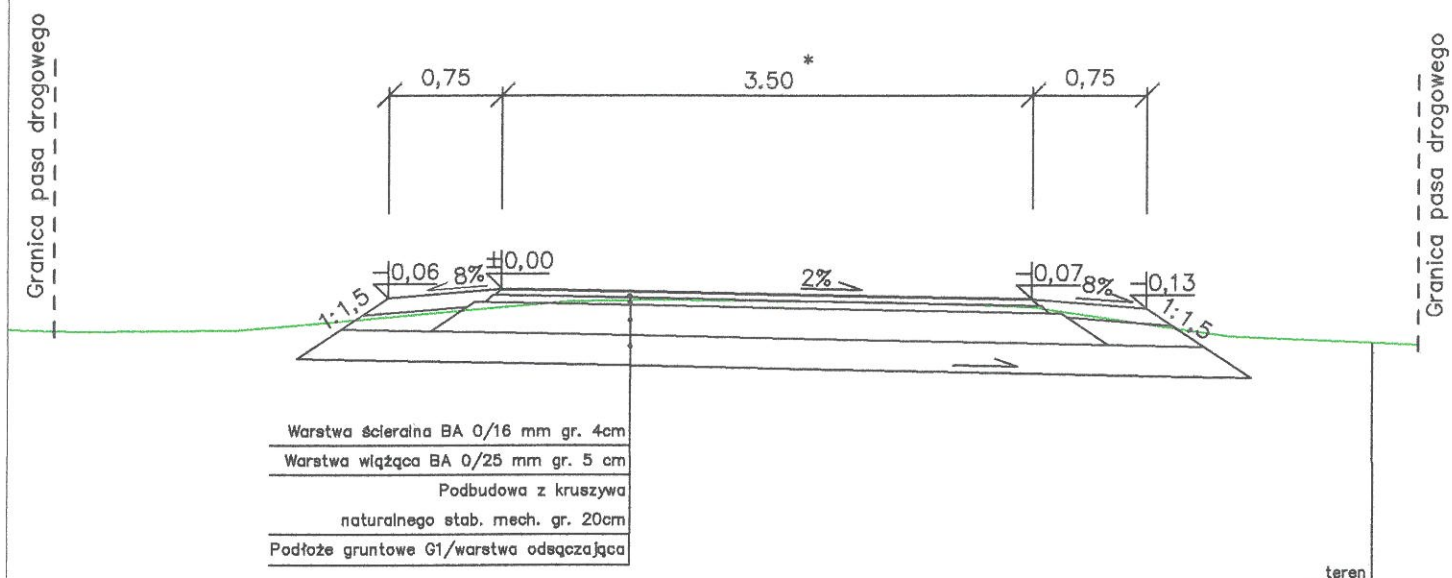 Granica pasa drogowego
Granica pasa drogowego
*
0,75
3.50
0,75
-0,06
8%
±0,00
2%
-0,07
8%
-0,13
1:1,5
1:1,5
Warstwa ścieralna BA 0/16 mm gr. 4cm
Warstwa wiążąca BA 0/25 mm gr. 5 cm
Podbudowa z kruszywa
naturalnego stab. mech. gr. 20cm
Podłoże gruntowe G1/warstwa odsączająca
teren